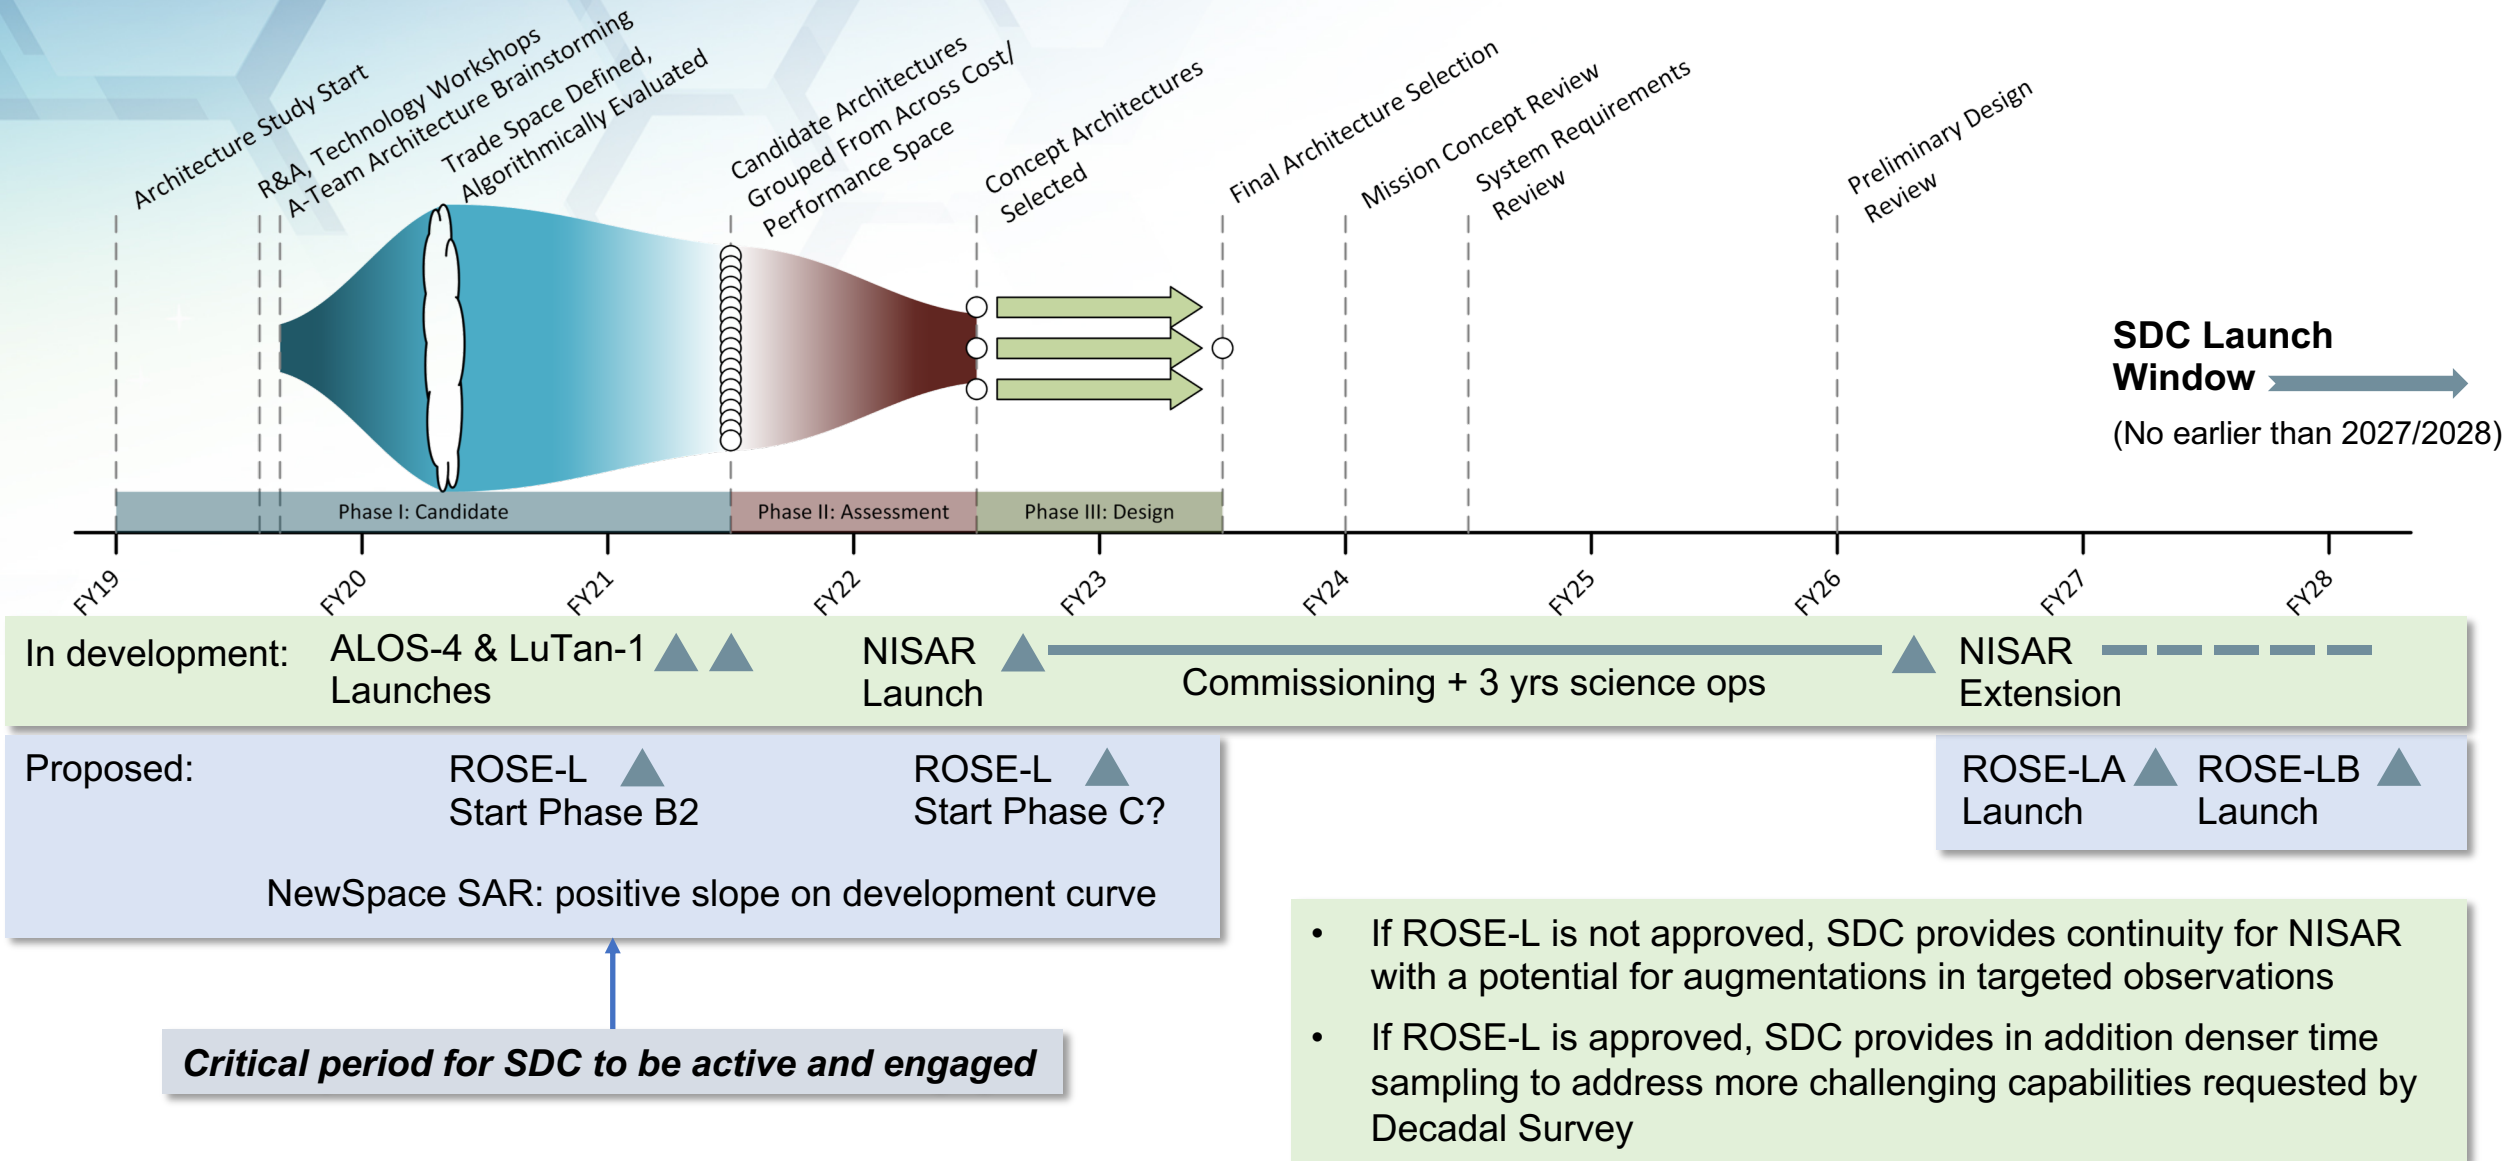 Architecture Study Start
R&A, Technology Workshops
A-Team Architecture Brainstorming
Trade Space Defined,
Algorithmically Evaluated
Candidate Architectures
Grouped From Across Cost/
Performance Space
Concept Architectures
Selected
Final Architecture Selection
Mission Concept Review
System Requirements
Review
Preliminary Design
Review
SDC Launch
Window
(No earlier than 2027/2028)
Phase I: Candidate
Phase II: Assessment
Phase III: Design
FY19
FY20
FY21
FY22
FY23
FY24
FY25
FY26
FY27
FY28
In development:
ALOS-4 & LuTan-1
Launches
NISAR
Launch
Commissioning + 3 yrs science ops
NISAR
Extension
Proposed:
ROSE-L
Start Phase B2
ROSE-L
Start Phase C?
ROSE-LA
Launch
ROSE-LB
Launch
NewSpace SAR: positive slope on development curve
Critical period for SDC to be active and engaged
• If ROSE-L is not approved, SDC provides continuity for NISAR
with a potential for augmentations in targeted observations
• If ROSE-L is approved, SDC provides in addition denser time
sampling to address more challenging capabilities requested by
Decadal Survey